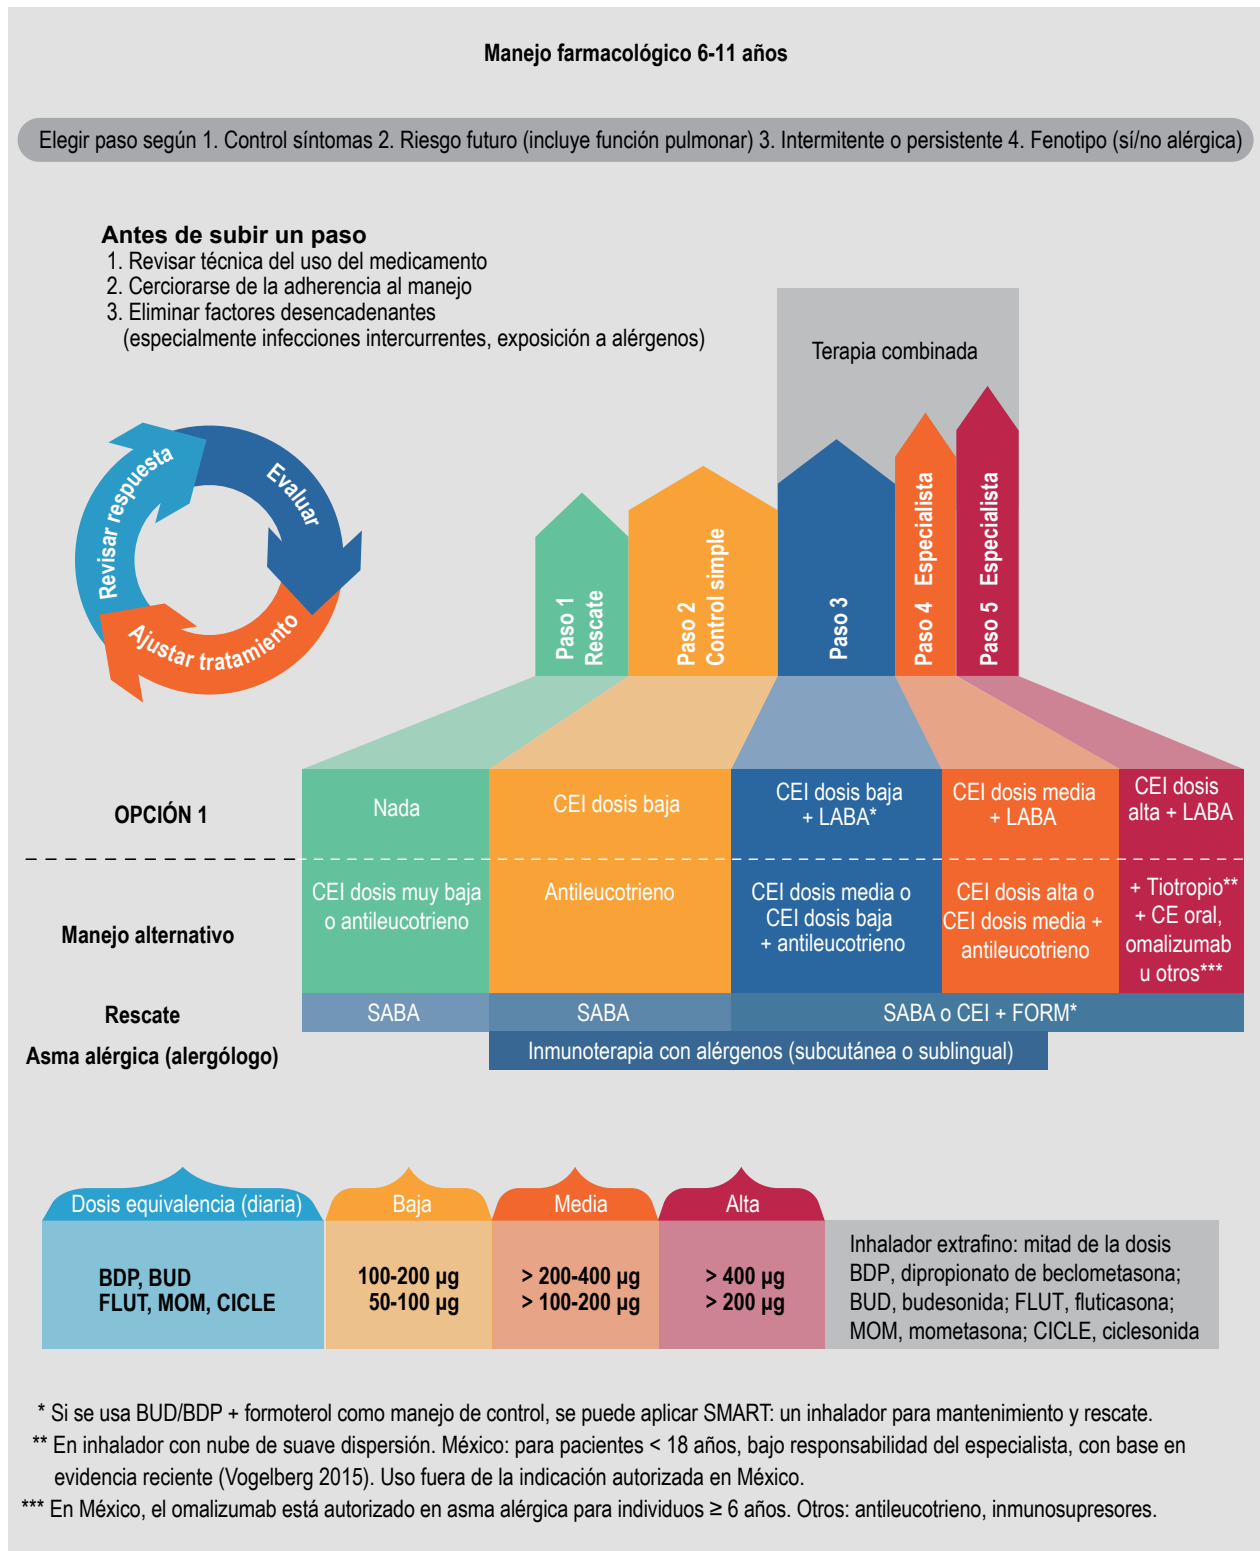 Manejo farmacológico 6-11 años
Elegir paso según 1. Control síntomas 2. Riesgo futuro (incluye función pulmonar) 3. Intermitente o persistente 4. Fenotipo (sí/no alérgica)
Antes de subir un paso
1. Revisar técnica del uso del medicamento
2. Cerciorarse de la adherencia al manejo
3. Eliminar factores desencadenantes
(especialmente infecciones intercurrentes, exposición a alérgenos)
Terapia combinada
Revisar respuesta
Evaluar
Ajustar tratamiento
Paso 1
Rescate
Paso 2
Control simple
Paso 3
Paso 4 Especialista
Paso 5 Especialista
OPCIÓN 1
Nada
CEI dosis baja
CEI dosis baja
+ LABA*
CEI dosis media
+ LABA
CEI dosis
alta + LABA
Manejo alternativo
CEI dosis muy baja
o antileucotrieno
Antileucotrieno
CEI dosis media o
CEI dosis baja
+ antileucotrieno
CEI dosis alta o
CEI dosis media +
antileucotrieno
+ Tiotropio**
+ CE oral,
omalizumab
u otros***
Rescate
SABA
SABA
SABA o CEI + FORM*
Asma alérgica (alergólogo)
Inmunoterapia con alérgenos (subcutánea o sublingual)
Dosis equivalencia (diaria)
Baja
Media
Alta
BDP, BUD
FLUT, MOM, CICLE
100-200 µg
50-100 µg
> 200-400 µg
> 100-200 µg
> 400 µg
> 200 µg
Inhalador extrafino: mitad de la dosis
BDP, dipropionato de beclometasona;
BUD, budesonida; FLUT, fluticasona;
MOM, mometasona; CICLE, ciclesonida
* Si se usa BUD/BDP + formoterol como manejo de control, se puede aplicar SMART: un inhalador para mantenimiento y rescate.
** En inhalador con nube de suave dispersión. México: para pacientes < 18 años, bajo responsabilidad del especialista, con base en
evidencia reciente (Vogelberg 2015). Uso fuera de la indicación autorizada en México.
*** En México, el omalizumab está autorizado en asma alérgica para individuos ≥ 6 años. Otros: antileucotrieno, inmunosupresores.